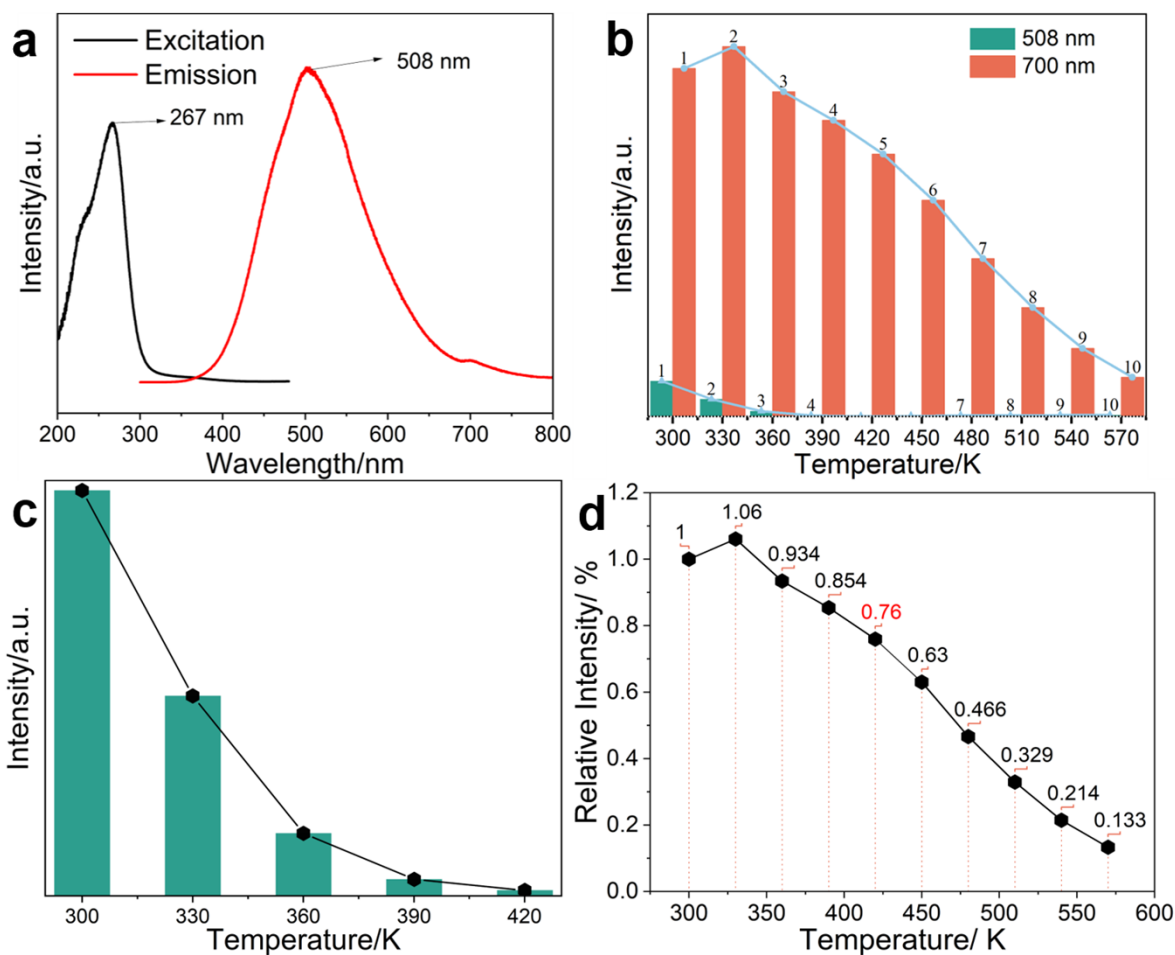 a
Excitation
Emission
508 nm
267 nm
Intensity/a.u.
200 300 400 500 600 700 800
Wavelength/nm
b
508 nm
700 nm
1 2 3 4 5 6 7 8 9 10
1 2 3 4 7 8 9 10
Intensity/a.u.
300 330 360 390 420 450 480 510 540 570
Temperature/K
c
Intensity/a.u.
300 330 360 390 420
Temperature/K
d
1.2
1.0
0.8
0.6
0.4
0.2
0.0
Relative Intensity/ %
1
1.06
0.934
0.854
0.76
0.63
0.466
0.329
0.214
0.133
300 350 400 450 500 550 600
Temperature/ K